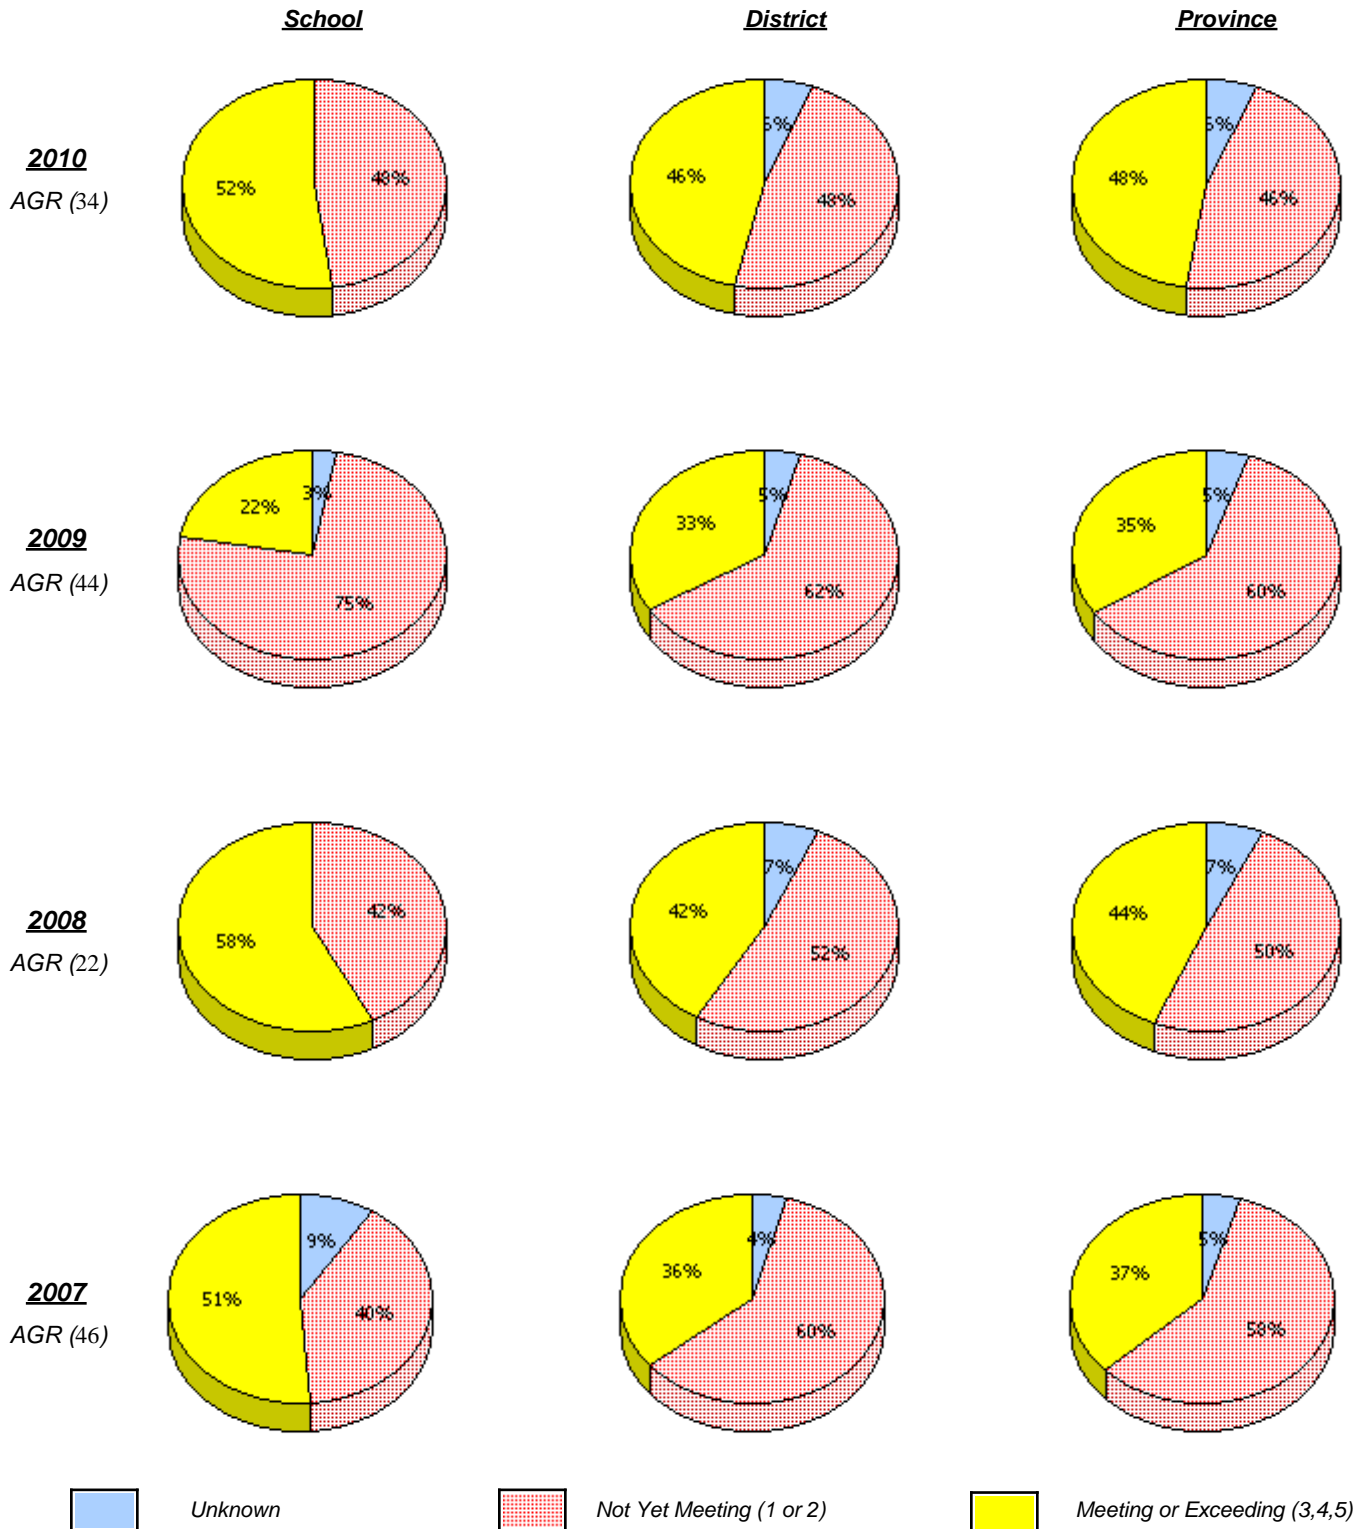 School District Province
2010
AGR (34)
52% 48%
46% 48%
48% 46%
2009
AGR (44)
22% 3% 75%
33% 5% 62%
35% 5% 60%
2008
AGR (22)
58% 42%
42% 7% 52%
44% 7% 50%
2007
AGR (46)
51% 9% 40%
36% 4% 60%
37% 5% 58%
Unknown Not Yet Meeting (1 or 2) Meeting or Exceeding (3,4,5)